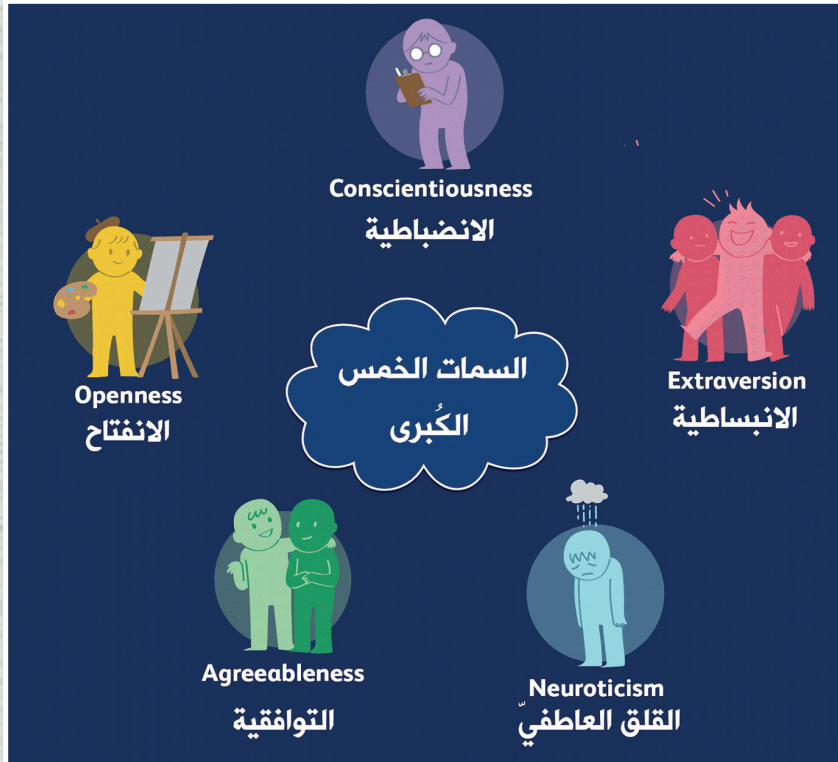 Conscientiousness
الانضباطية
Openness
الانفتاح
السمات الخمس
الكُبرى
Extraversion
الانبساطية
Agreeableness
التوافقية
Neuroticism
القلق العاطفيّ